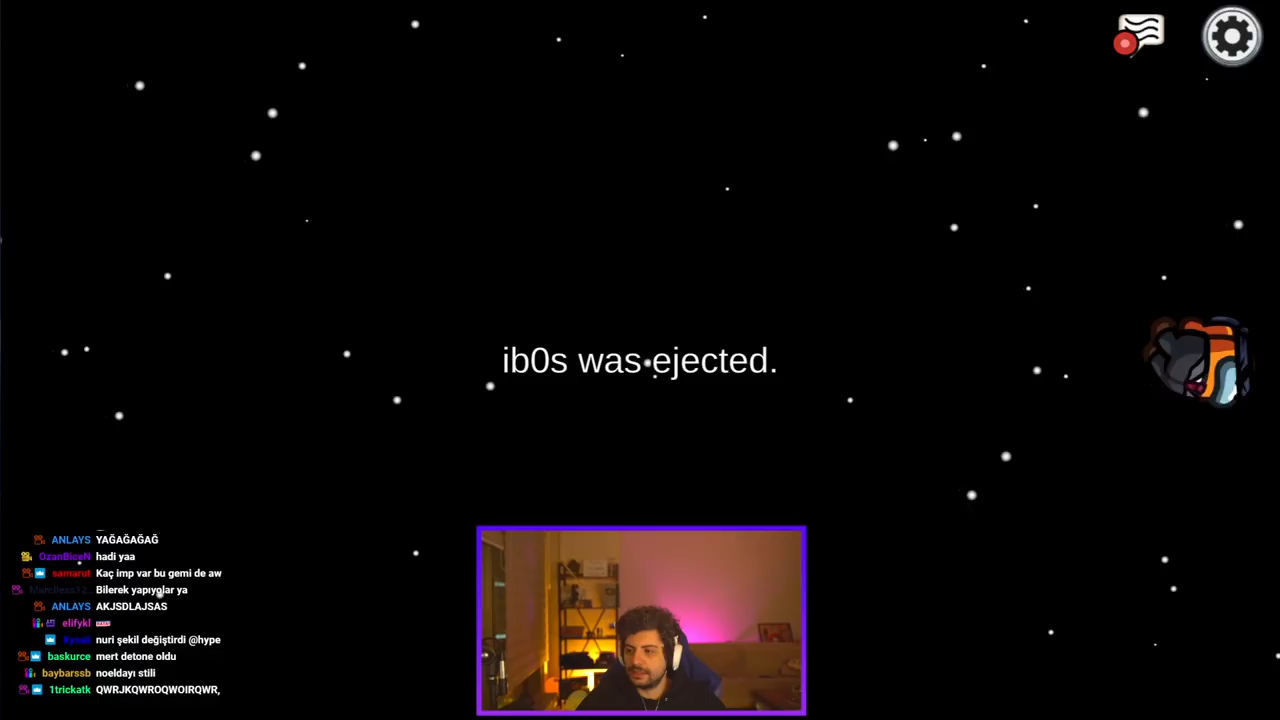 ib0s was ejected.
ANLAYS YAĞAĞAĞAĞ
OzanBiceN hadi yaa
samarut Kaç imp var bu gemi de aw
Bilerek yapıyolar ya
ANLAYS AKJSDLAJSAS
elifykl
nuri şekil değiştirdi @hype
baskurce mert detone oldu
baybarssb noeldayı stili
1trickatk QWRJKQWROQWOIRQWR,